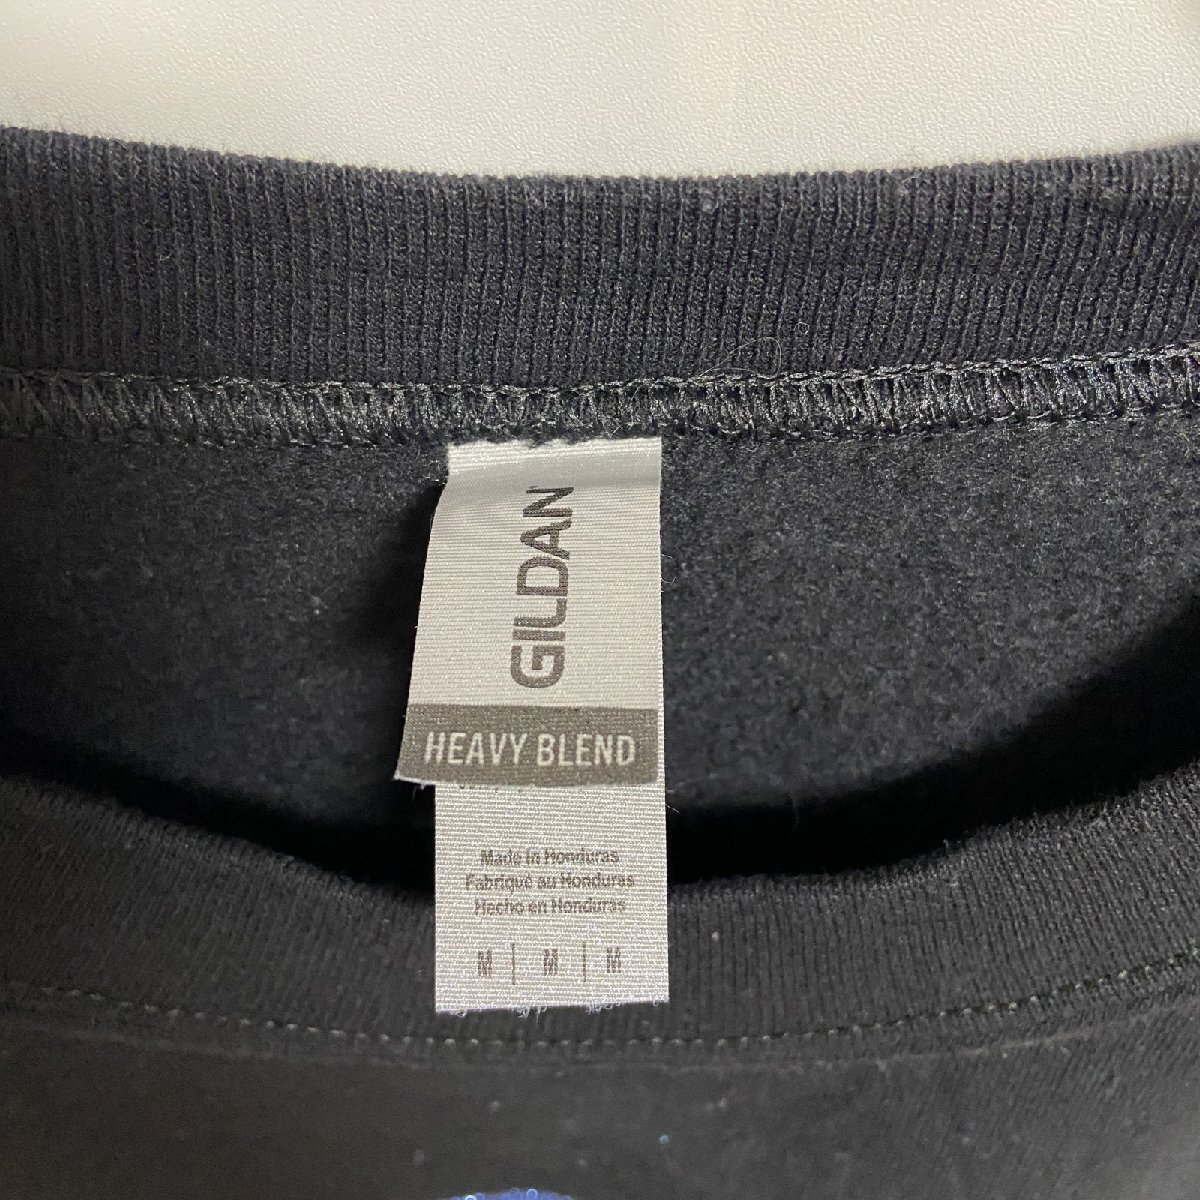 GILDAN
HEAVY BLEND
Made in Honduras
Fabriqué au Honduras
Hecho en Honduras
M | M | M